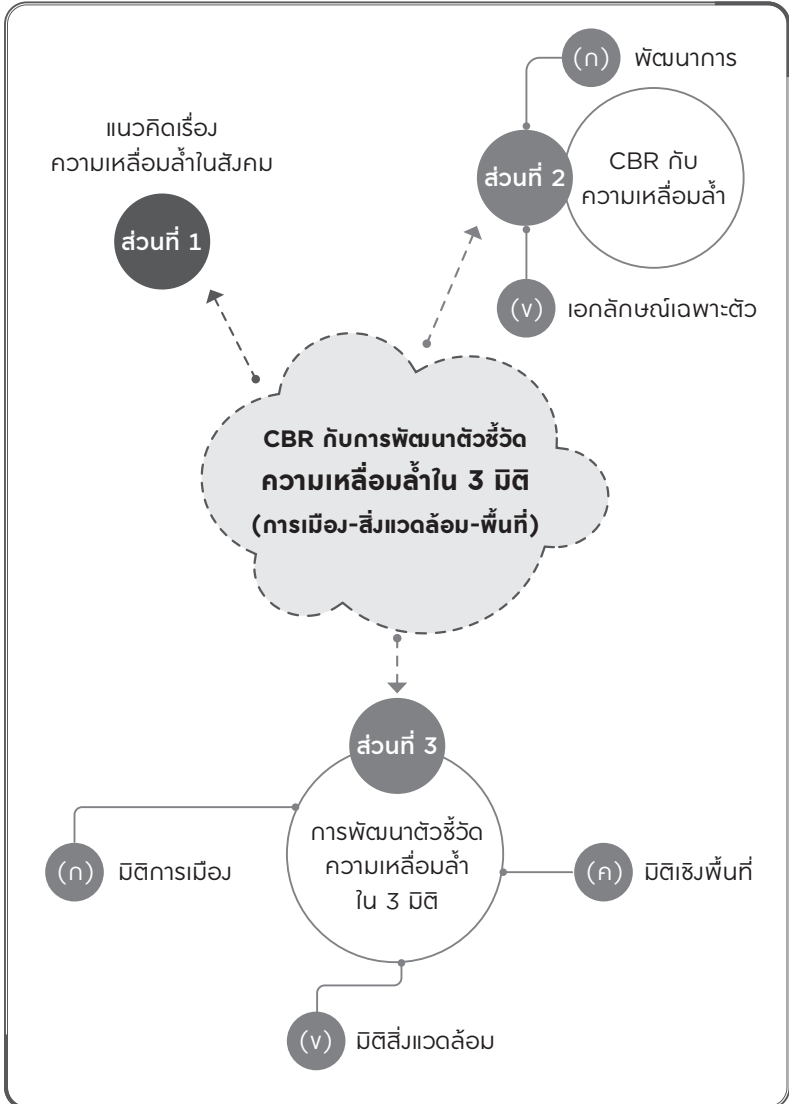 (ก) พัฒนาการ
แนวคิดเรื่อง
ความเหลื่อมล้ำในสังคม
ส่วนที่ 1
ส่วนที่ 2
CBR กับ
ความเหลื่อมล้ำ
(ข) เอกลักษณ์เฉพาะตัว
CBR กับการพัฒนาตัวชี้วัด
ความเหลื่อมล้ำใน 3 มิติ
(การเมือง-สิ่งแวดล้อม-พื้นที่)
ส่วนที่ 3
การพัฒนาตัวชี้วัด
ความเหลื่อมล้ำ
ใน 3 มิติ
(ก) มิติการเมือง
(ค) มิติเชิงพื้นที่
(ข) มิติสิ่งแวดล้อม